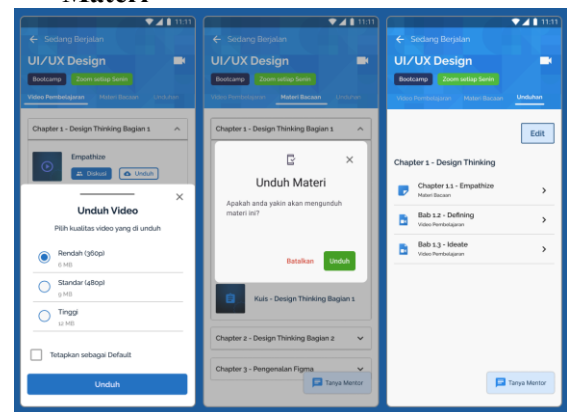 Materi
11:11
Sedang Berjalan
UI/UX Design
Bootcamp Zoom setiap Senin
Video Pembelajaran Materi Bacaan Unduhan
Chapter 1 - Design Thinking Bagian 1
Empathize
Diskusi Unduh
Unduh Video
Pilih kualitas video yang di unduh
Rendah (360p)
6 MB
Standar (480p)
9 MB
Tinggi
12 MB
Tetapkan sebagai Default
Unduh
11:11
Sedang Berjalan
UI/UX Design
Bootcamp Zoom setiap Senin
Video Pembelajaran Materi Bacaan Unduhan
Chapter 1 - Design Thinking Bagian 1
Unduh Materi
Apakah anda yakin akan mengunduh
materi ini?
Batalkan Unduh
Kuis - Design Thinking Bagian 1
Chapter 2 - Design Thinking Bagian 2
Chapter 3 - Pengenalan Figma
Tanya Mentor
11:11
Sedang Berjalan
UI/UX Design
Bootcamp Zoom setiap Senin
Video Pembelajaran Materi Bacaan Unduhan
Edit
Chapter 1 - Design Thinking
Chapter 1.1 - Empathize
Materi Bacaan
Bab 1.2 - Defining
Video Pembelajaran
Bab 1.3 - Ideate
Video Pembelajaran
Tanya Mentor